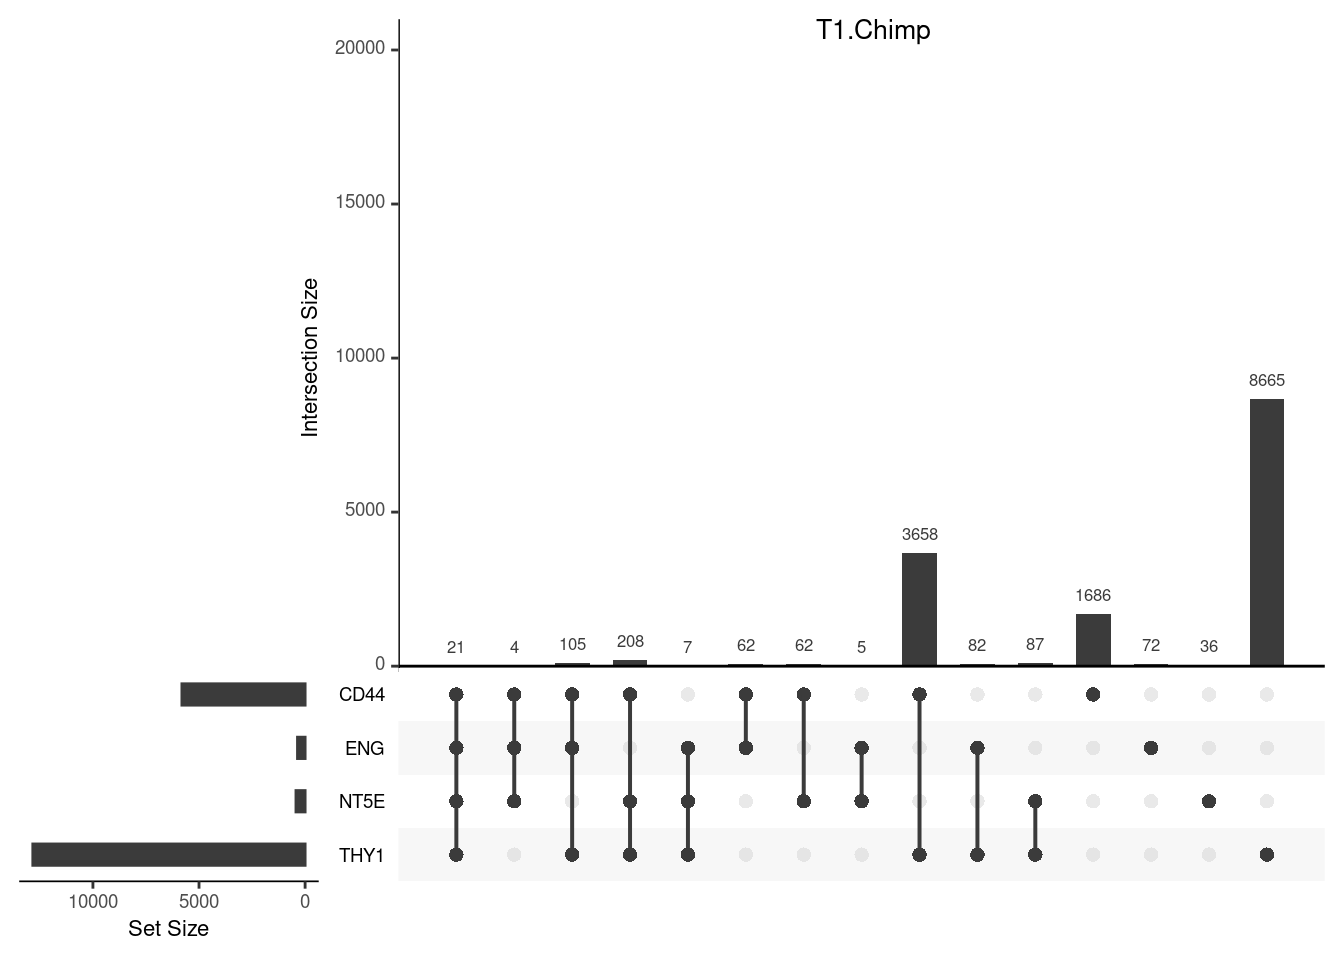 T1.Chimp
20000
15000
10000
5000
0
Intersection Size
21 4 105 208 7 62 62 5 3658 82 87 1686 72 36 8665
CD44
ENG
NT5E
THY1
10000 5000 0
Set Size